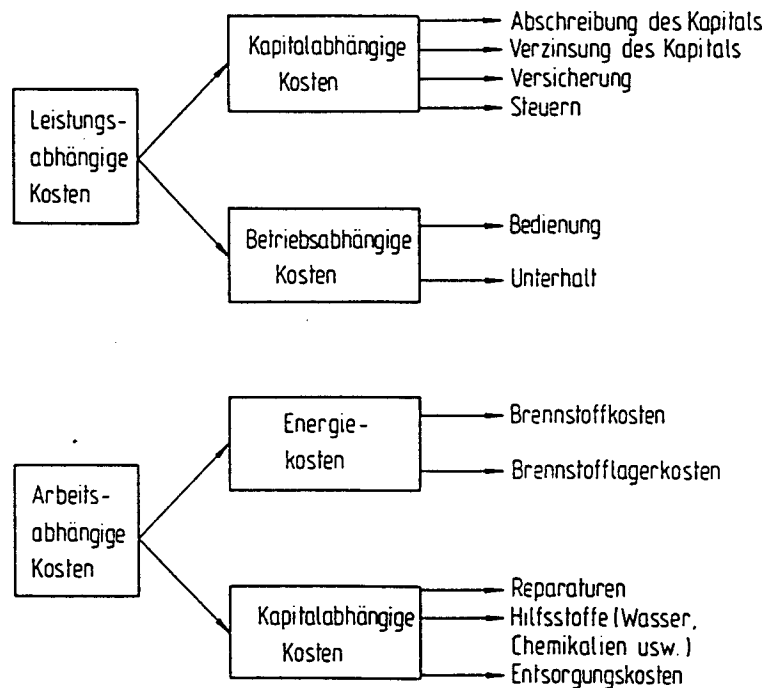 Leistungs-
abhängige
Kosten
Kapitalabhängige
Kosten
Abschreibung des Kapitals
Verzinsung des Kapitals
Versicherung
Steuern
Betriebsabhängige
Kosten
Bedienung
Unterhalt
Arbeits-
abhängige
Kosten
Energie-
kosten
Brennstoffkosten
Brennstofflagerkosten
Kapitalabhängige
Kosten
Reparaturen
Hilfsstoffe (Wasser,
Chemikalien usw.)
Entsorgungskosten